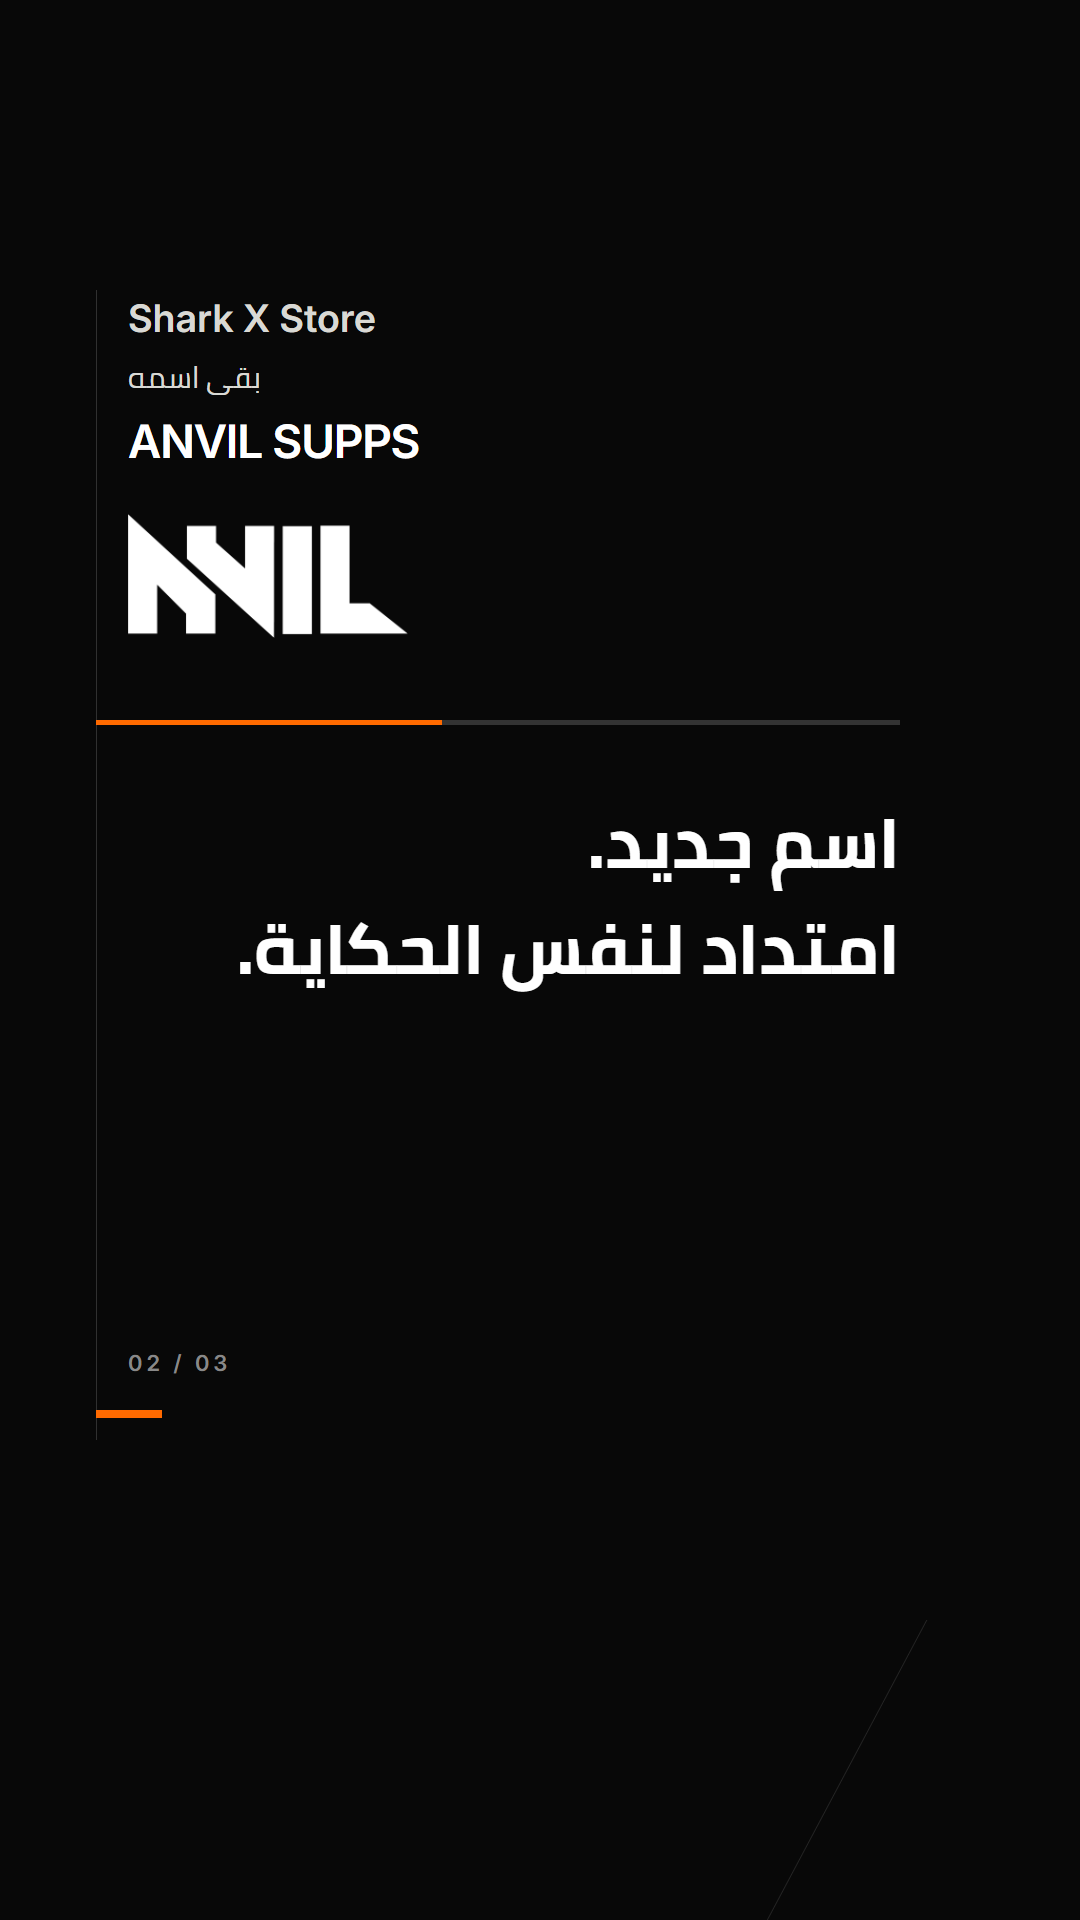 Shark X Store
بقى اسمه
ANVIL SUPPS
ANVIL
اسم جديد.
امتداد لنفس الحكاية.
02 / 03